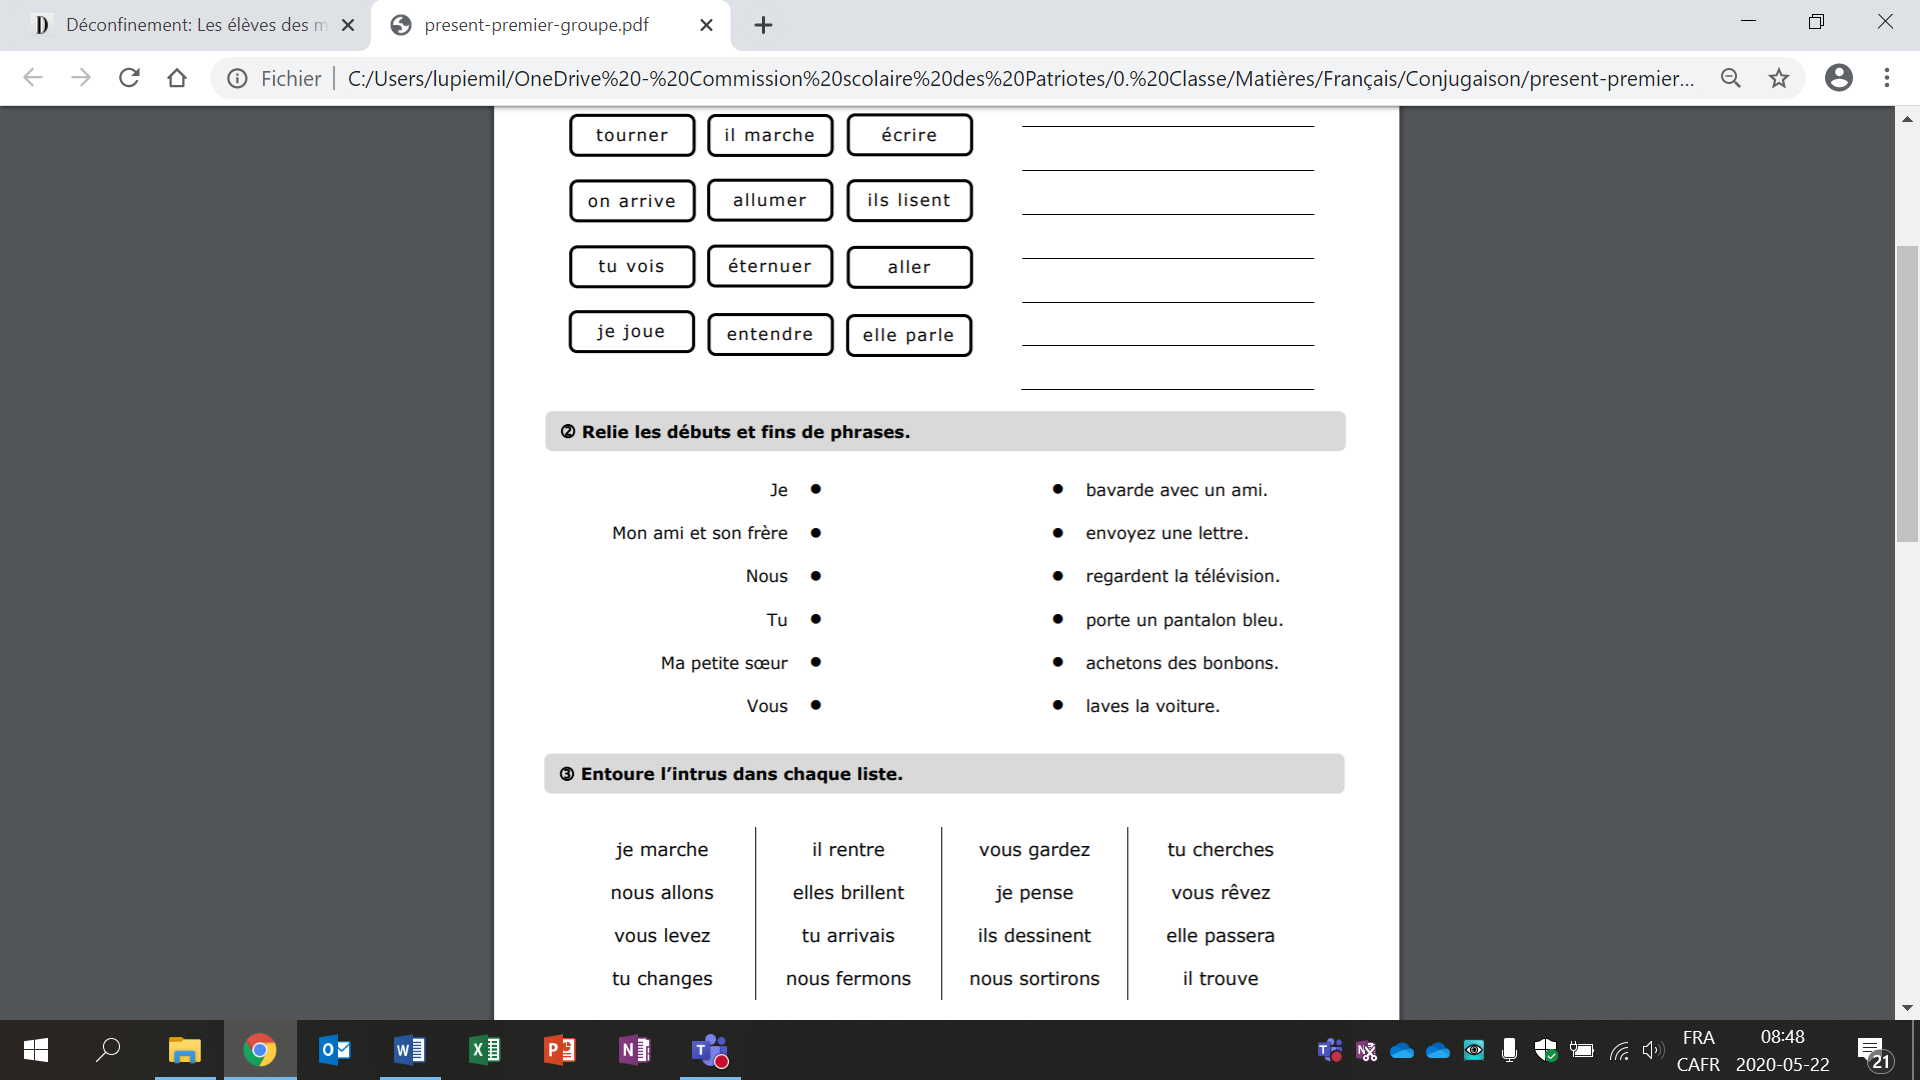 Déconfinement: Les élèves des m
present-premier-groupe.pdf
Fichier
C:/Users/lupiemil/OneDrive%20-%20Commission%20scolaire%20des%20Patriotes/0.%20Classe/Matières/Français/Conjugaison/present-premier...
tourner il marche écrire
on arrive allumer ils lisent
tu vois éternuer aller
je joue entendre elle parle
② Relie les débuts et fins de phrases.
Je • • bavarde avec un ami.
Mon ami et son frère • • envoyez une lettre.
Nous • • regardent la télévision.
Tu • • porte un pantalon bleu.
Ma petite sœur • • achetons des bonbons.
Vous • • laves la voiture.
③ Entoure l’intrus dans chaque liste.
je marche il rentre vous gardez tu cherches
nous allons elles brillent je pense vous rêvez
vous levez tu arrivais ils dessinent elle passera
tu changes nous fermons nous sortirons il trouve
FRA 08:48
CAFR 2020-05-22
21